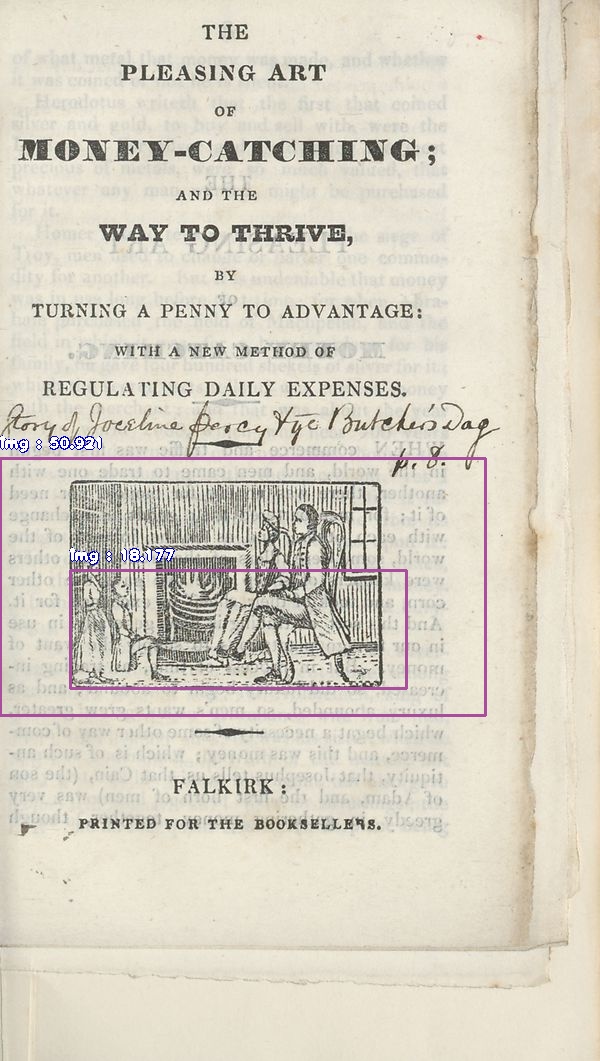 THE
PLEASING ART
OF
MONEY-CATCHING;
AND THE
WAY TO THRIVE,
BY
TURNING A PENNY TO ADVANTAGE:
WITH A NEW METHOD OF
REGULATING DAILY EXPENSES.
Story of Joceline Percy & ye Butcher's Dog
p. 8.
img : 50.921
img : 18.177
FALKIRK:
PRINTED FOR THE BOOKSELLERS.